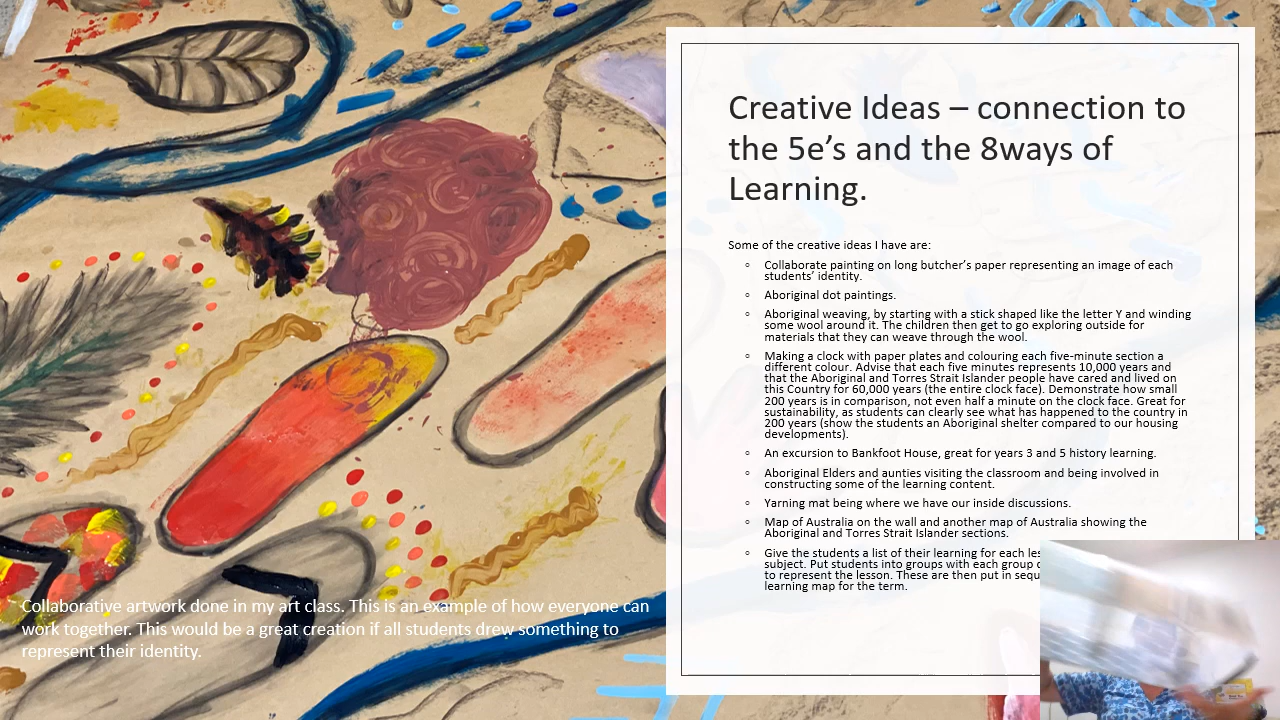 Creative Ideas – connection to
the 5e's and the 8ways of
Learning.
Some of the creative ideas I have are:
◦ Collaborate painting on long butcher's paper representing an image of each
students' identity.
◦ Aboriginal dot paintings.
◦ Aboriginal weaving, by starting with a stick shaped like the letter Y and winding
some wool around it. The children then get to go exploring outside for
materials that they can weave through the wool.
◦ Making a clock with paper plates and colouring each five-minute section a
different colour. Advise that each five minutes represents 10,000 years and
that the Aboriginal and Torres Strait Islander people have cared and lived on
this Country for 60,000 years (the entire clock face). Demonstrate how small
200 years is in comparison, not even half a minute on the clock face. Great for
sustainability, as students can clearly see what has happened to the country in
200 years (show the students an Aboriginal shelter compared to our housing
developments).
◦ An excursion to Bankfoot House, great for years 3 and 5 history learning.
◦ Aboriginal Elders and aunties visiting the classroom and being involved in
constructing some of the learning content.
◦ Yarning mat being where we have our inside discussions.
◦ Map of Australia on the wall and another map of Australia showing the
Aboriginal and Torres Strait Islander sections.
◦ Give the students a list of their learning for each
subject. Put students into groups with each group
to represent the lesson. These are then put in
learning map for the term.
Collaborative artwork done in my art class. This is an example of how everyone can
work together. This would be a great creation if all students drew something to
represent their identity.